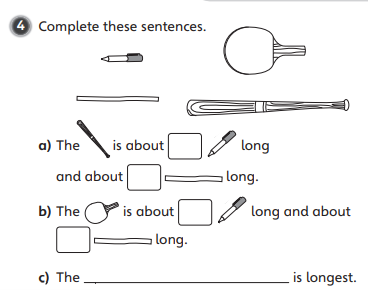 4 Complete these sentences.
a) The is about long
and about long.
b) The is about long and about
long.
c) The ______________________ is longest.